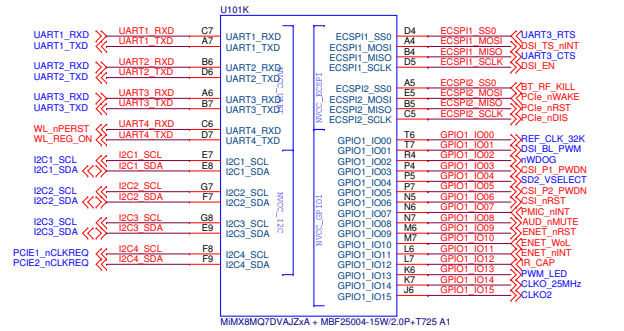 U101K
UART1_RXD UART1_RXD C7 UART1_RXD ECSPI1_SS0 D4 ECSPI1_SS0 UART3_RTS
UART1_TXD UART1_TXD A7 UART1_TXD ECSPI1_MOSI A4 ECSPI1_MOSI DSI_TS_nINT
ECSPI1_MISO B4 ECSPI1_MISO UART3_CTS
UART2_RXD UART2_RXD B6 UART2_RXD ECSPI1_SCLK D5 ECSPI1_SCLK DSI_EN
UART2_TXD UART2_TXD D6 UART2_TXD
ECSPI2_SS0 A5 ECSPI2_SS0 BT_RF_KILL
UART3_RXD UART3_RXD A6 UART3_RXD ECSPI2_MOSI E5 ECSPI2_MOSI PCIe_nWAKE
UART3_TXD UART3_TXD B7 UART3_TXD ECSPI2_MISO B5 ECSPI2_MISO PCIe_nRST
ECSPI2_SCLK C5 ECSPI2_SCLK PCIe_nDIS
WL_nPERST UART4_RXD C6 UART4_RXD
WL_REG_ON UART4_TXD D7 UART4_TXD
NVCC_UART
NVCC_ECSPI
GPIO1_IO00 T6 GPIO1_IO00 REF_CLK_32K
GPIO1_IO01 T7 GPIO1_IO01 DSI_BL_PWM
I2C1_SCL I2C1_SCL E7 I2C1_SCL GPIO1_IO02 R4 GPIO1_IO02 nWDOG
I2C1_SDA I2C1_SDA E8 I2C1_SDA GPIO1_IO03 P4 GPIO1_IO03 CSI_P1_PWDN
GPIO1_IO04 P5 GPIO1_IO04 SD2_VSELECT
I2C2_SCL I2C2_SCL G7 I2C2_SCL GPIO1_IO05 P7 GPIO1_IO05 CSI_P2_PWDN
I2C2_SDA I2C2_SDA F7 I2C2_SDA GPIO1_IO06 N5 GPIO1_IO06 CSI_nRST
GPIO1_IO07 N6 GPIO1_IO07 PMIC_nINT
I2C3_SCL I2C3_SCL G8 I2C3_SCL GPIO1_IO08 N7 GPIO1_IO08 AUD_nMUTE
I2C3_SDA I2C3_SDA E9 I2C3_SDA GPIO1_IO09 M6 GPIO1_IO09 ENET_nRST
GPIO1_IO10 M7 GPIO1_IO10 ENET_WoL
PCIE1_nCLKREQ I2C4_SCL F8 I2C4_SCL GPIO1_IO11 L6 GPIO1_IO11 ENET_nINT
PCIE2_nCLKREQ I2C4_SDA F9 I2C4_SDA GPIO1_IO12 L7 GPIO1_IO12 IR_CAP
GPIO1_IO13 K6 GPIO1_IO13 PWM_LED
GPIO1_IO14 K7 GPIO1_IO14 CLKO_25MHz
GPIO1_IO15 J6 GPIO1_IO15 CLKO2
NVCC_I2C
NVCC_GPIO1
MiMX8MQ7DVAJZxA + MBF25004-15W/2.0P+T725 A1